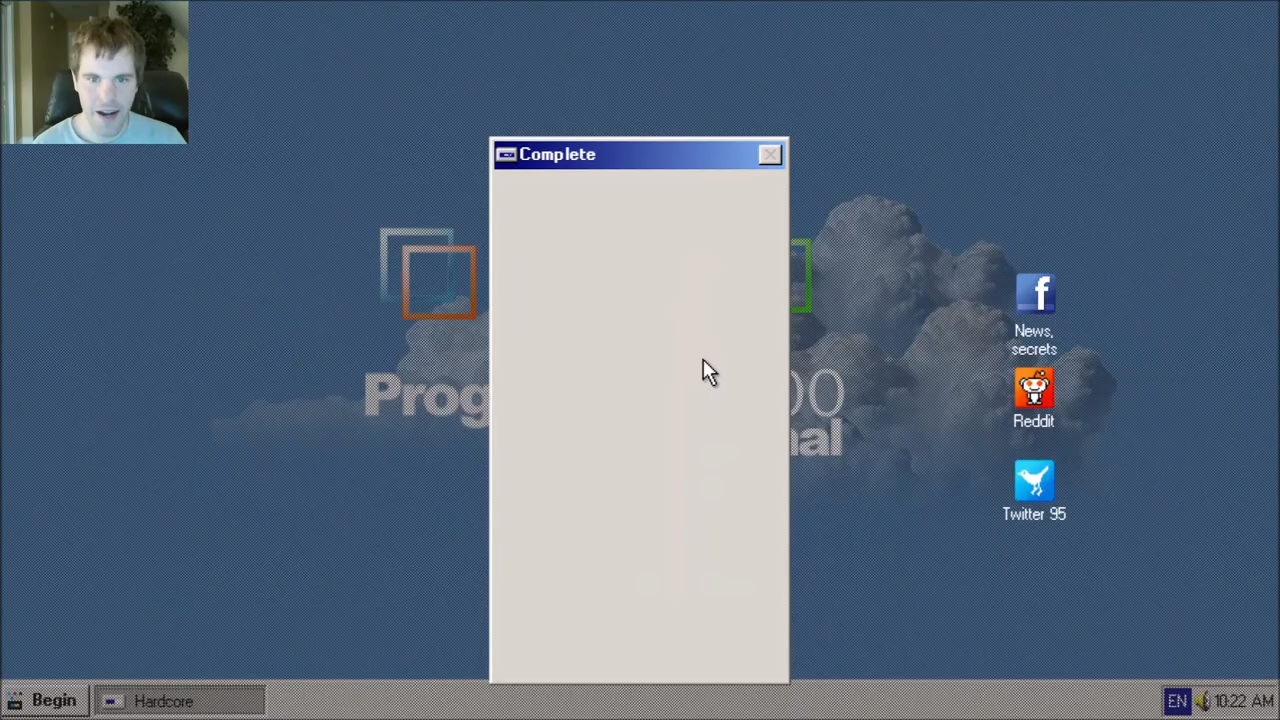 Complete
Prog
00
nal
f
News,
secrets
Reddit
Twitter 95
Begin
Hardcore
EN
10:22 AM